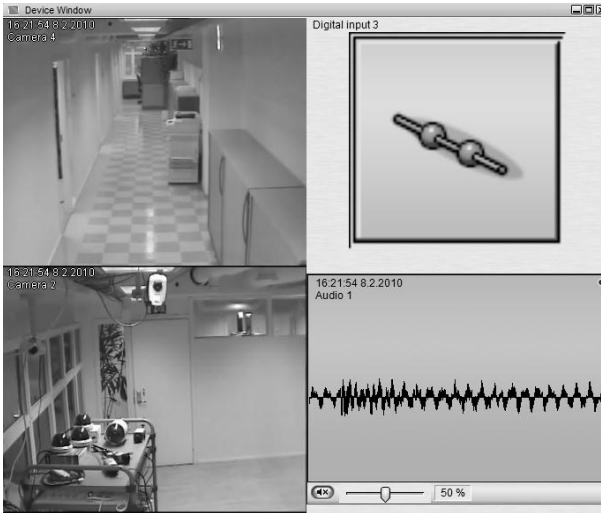 Device Window
16:21:54 8.2.2010
Camera 4
Digital input 3
16:21:54 8.2.2010
Camera 2
16:21:54 8.2.2010
Audio 1
50 %